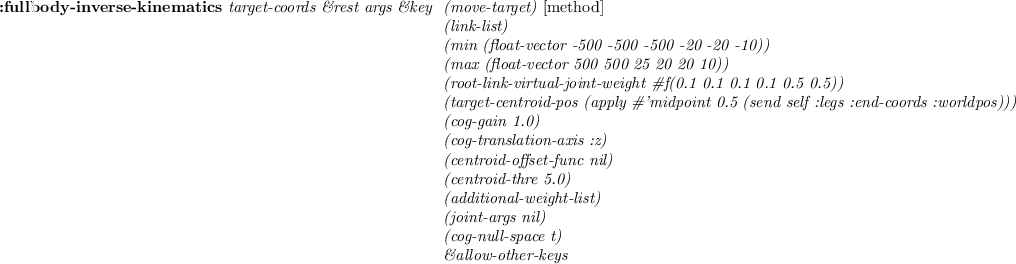 :fullbody-inverse-kinematics target-coords &rest args &key (move-target) [method]
(link-list)
(min (float-vector -500 -500 -500 -20 -20 -10))
(max (float-vector 500 500 25 20 20 10))
(root-link-virtual-joint-weight #f(0.1 0.1 0.1 0.1 0.5 0.5))
(target-centroid-pos (apply #'midpoint 0.5 (send self :legs :end-coords :worldpos)))
(cog-gain 1.0)
(cog-translation-axis :z)
(centroid-offset-func nil)
(centroid-thre 5.0)
(additional-weight-list)
(joint-args nil)
(cog-null-space t)
&allow-other-keys